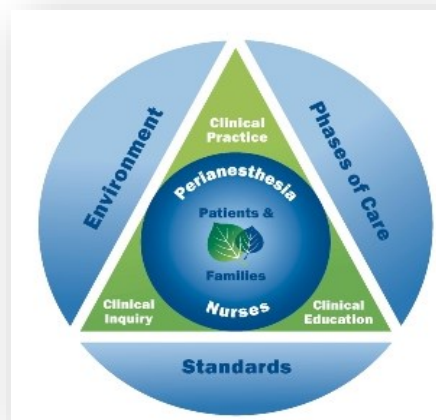 Environment
Phases of Care
Clinical
Practice
Perianesthesia
Patients &
Families
Nurses
Clinical
Inquiry
Clinical
Education
Standards